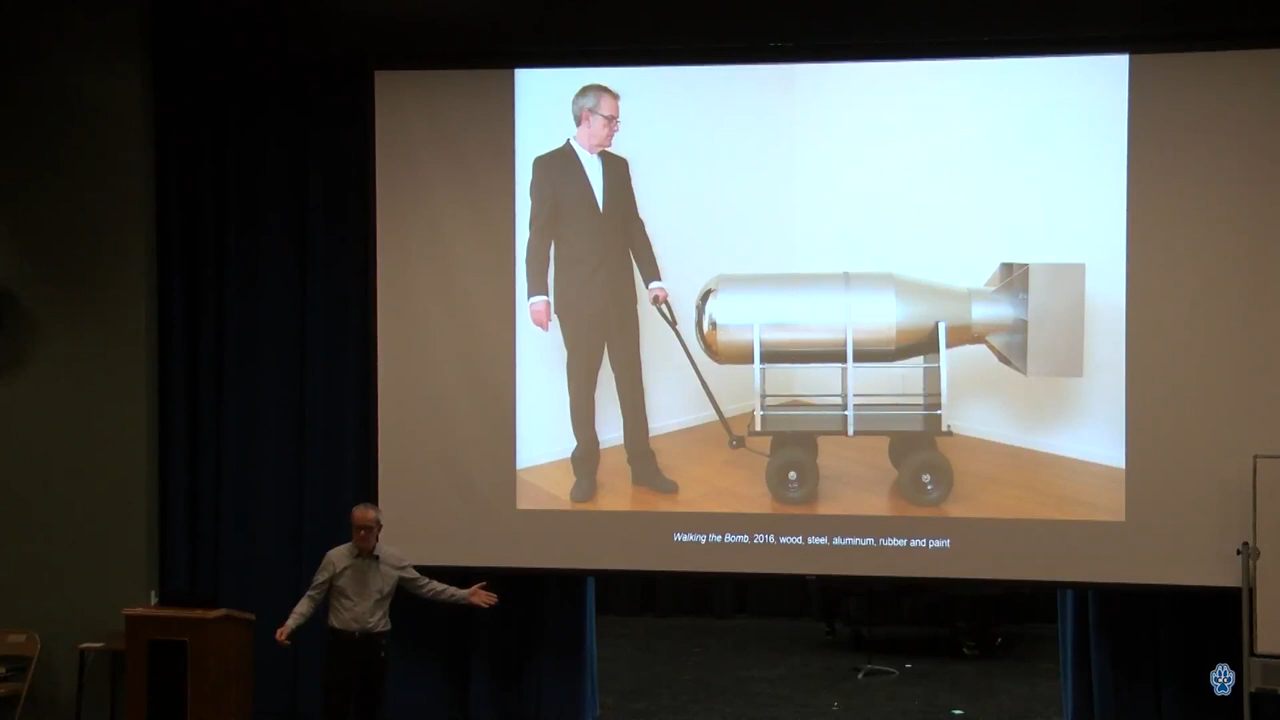 Walking the Bomb, 2016, wood, steel, aluminum, rubber and paint